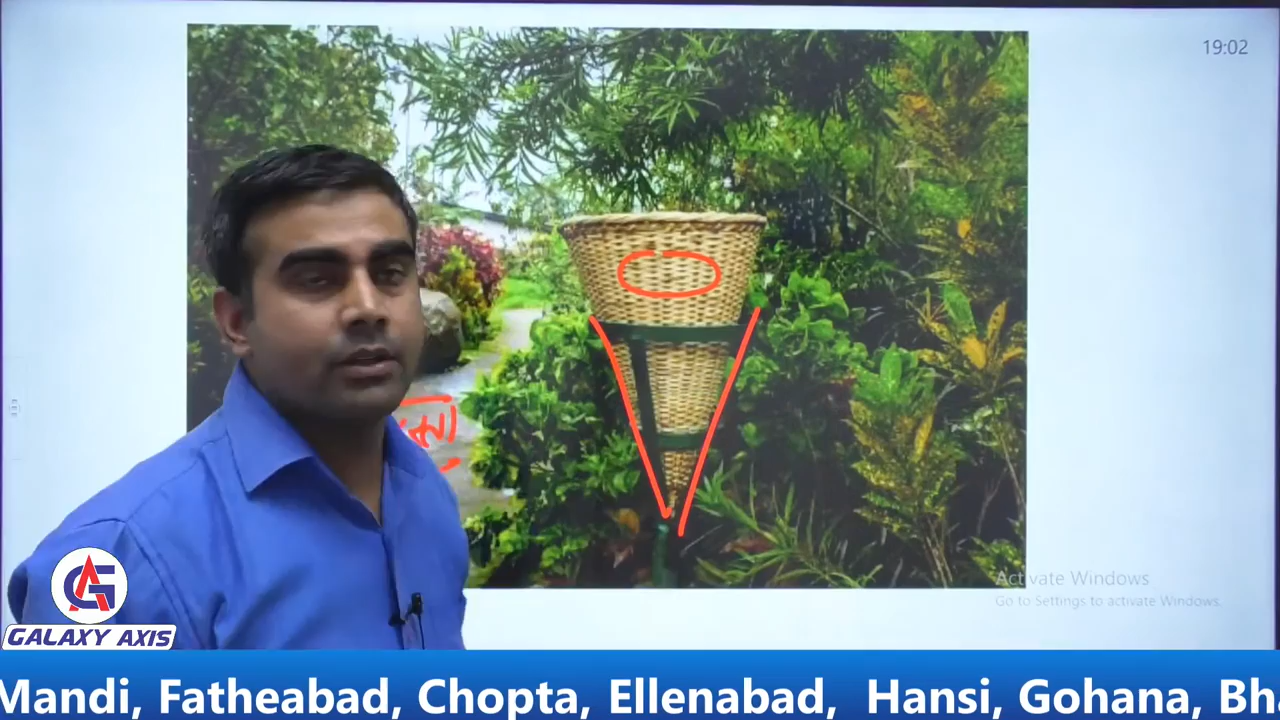 19:02
Activate Windows
Go to Settings to activate Windows.
GALAXY AXIS
Mandi, Fatheabad, Chopta, Ellenabad, Hansi, Gohana, Bh